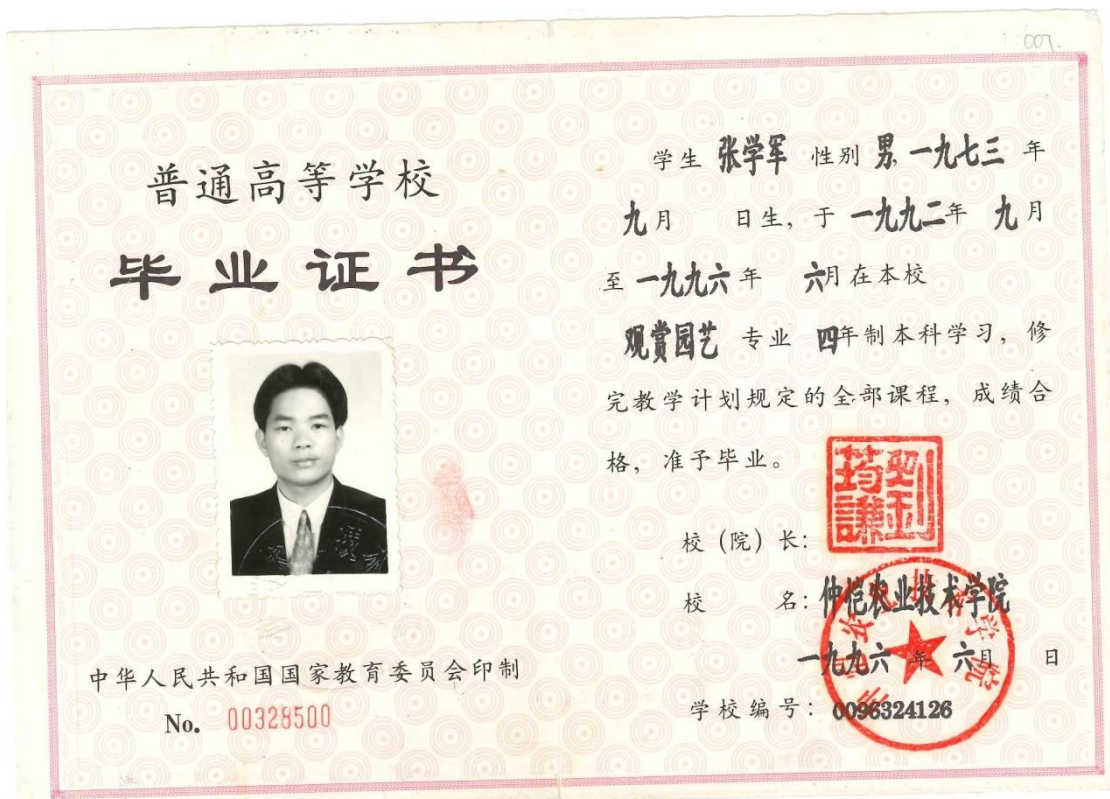 007.
普通高等学校
毕业证书
中华人民共和国国家教育委员会印制
No. 00328500
学生 张学军 性别 男, 一九七三 年
九月 日生, 于 一九九二年 九月
至 一九九六 年 六月在本校
观赏园艺 专业 四年制本科学习, 修
完教学计划规定的全部课程, 成绩合
格, 准予毕业。
校(院)长:
校 名: 仲恺农业技术学院
一九九六 年 六月 日
学校编号: 0096324126